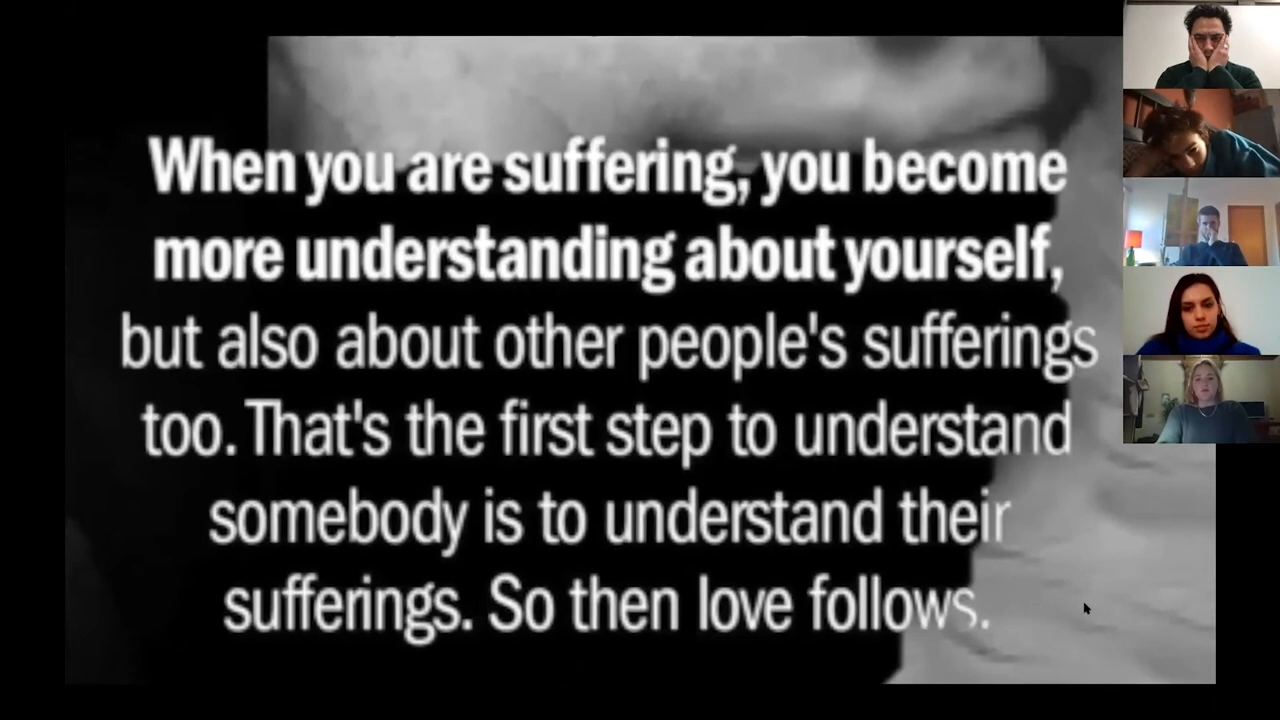 When you are suffering, you become
more understanding about yourself,
but also about other people's sufferings
too. That's the first step to understand
somebody is to understand their
sufferings. So then love follows.